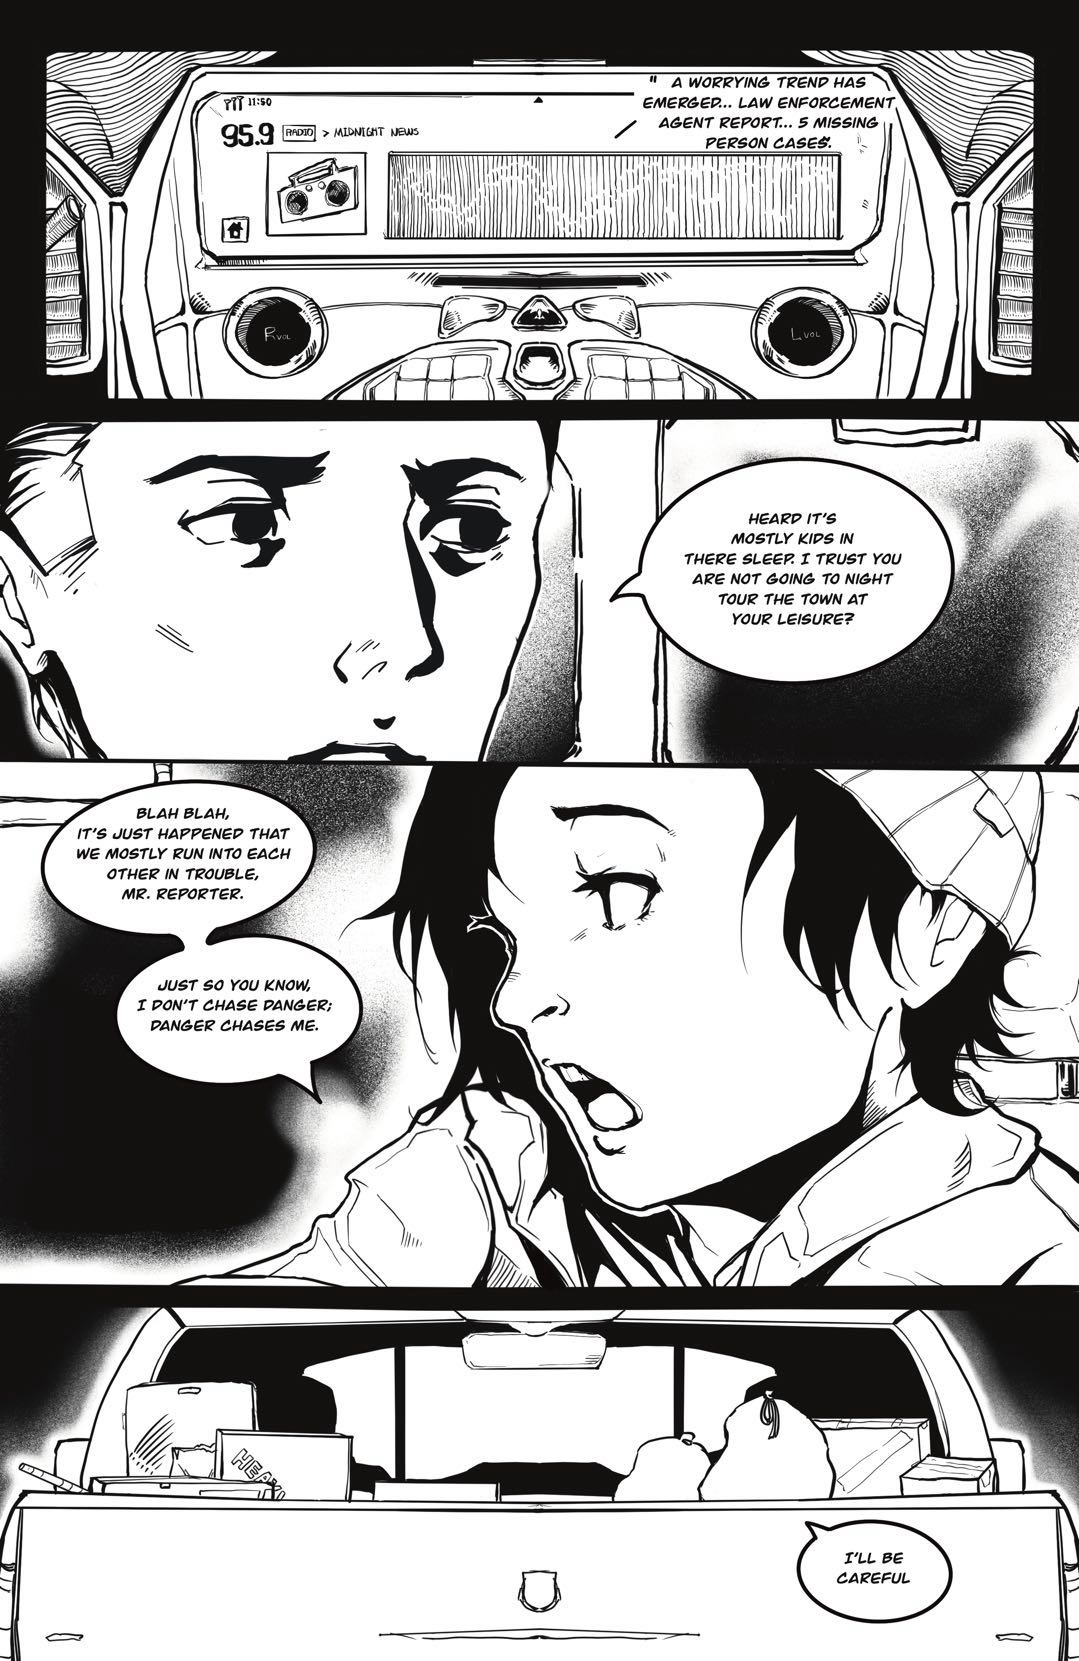 " A WORRYING TREND HAS
EMERGED... LAW ENFORCEMENT
AGENT REPORT... 5 MISSING
PERSON CASES.
11:50
95.9 RADIO > MIDNIGHT NEWS
R VOL
L VOL
HEARD IT'S
MOSTLY KIDS IN
THERE SLEEP. I TRUST YOU
ARE NOT GOING TO NIGHT
TOUR THE TOWN AT
YOUR LEISURE?
BLAH BLAH,
IT'S JUST HAPPENED THAT
WE MOSTLY RUN INTO EACH
OTHER IN TROUBLE,
MR. REPORTER.
JUST SO YOU KNOW,
I DON'T CHASE DANGER;
DANGER CHASES ME.
I'LL BE
CAREFUL